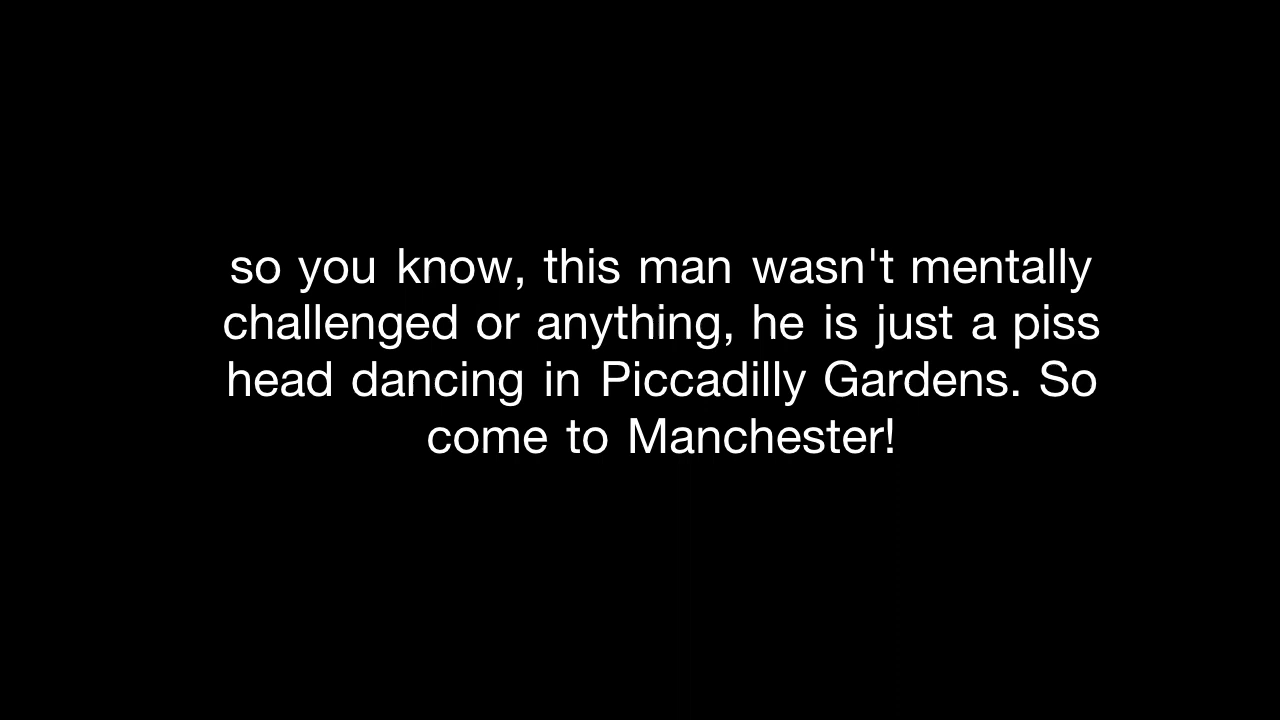 so you know, this man wasn't mentally
challenged or anything, he is just a piss
head dancing in Piccadilly Gardens. So
come to Manchester!